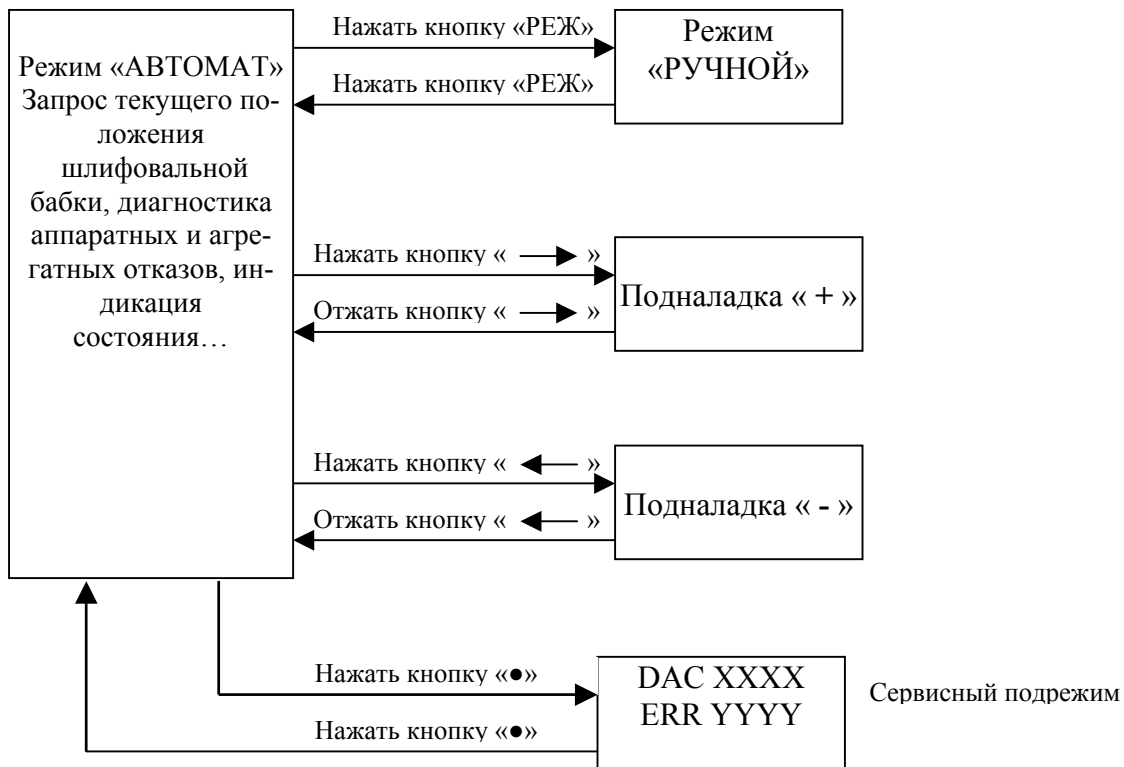 Режим «АВТОМАТ»
Запрос текущего по-
ложения
шлифовальной
бабки, диагностика
аппаратных и агре-
гатных отказов, ин-
дикация
состояния…
Нажать кнопку «РЕЖ»
Нажать кнопку «РЕЖ»
Режим
«РУЧНОЙ»
Нажать кнопку « → »
Отжать кнопку « → »
Подналадка « + »
Нажать кнопку « ← »
Отжать кнопку « ← »
Подналадка « - »
Нажать кнопку «●»
Нажать кнопку «●»
DAC XXXX
ERR YYYY
Сервисный подрежим